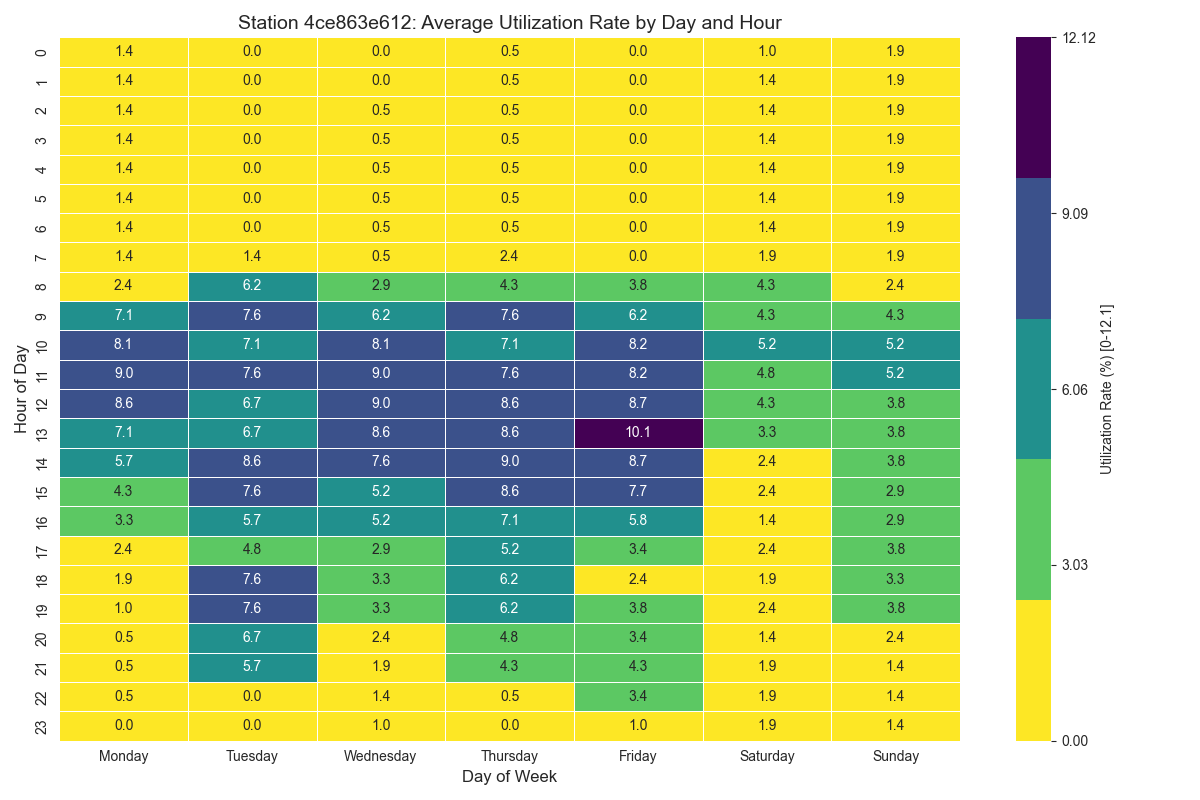 Station 4ce863e612: Average Utilization Rate by Day and Hour
0 1.4 0.0 0.0 0.5 0.0 1.0 1.9
1 1.4 0.0 0.0 0.5 0.0 1.4 1.9
2 1.4 0.0 0.5 0.5 0.0 1.4 1.9
3 1.4 0.0 0.5 0.5 0.0 1.4 1.9
4 1.4 0.0 0.5 0.5 0.0 1.4 1.9
5 1.4 0.0 0.5 0.5 0.0 1.4 1.9
6 1.4 0.0 0.5 0.5 0.0 1.4 1.9
7 1.4 1.4 0.5 2.4 0.0 1.9 1.9
8 2.4 6.2 2.9 4.3 3.8 4.3 2.4
9 7.1 7.6 6.2 7.6 6.2 4.3 4.3
10 8.1 7.1 8.1 7.1 8.2 5.2 5.2
11 9.0 7.6 9.0 7.6 8.2 4.8 5.2
12 8.6 6.7 9.0 8.6 8.7 4.3 3.8
13 7.1 6.7 8.6 8.6 10.1 3.3 3.8
14 5.7 8.6 7.6 9.0 8.7 2.4 3.8
15 4.3 7.6 5.2 8.6 7.7 2.4 2.9
16 3.3 5.7 5.2 7.1 5.8 1.4 2.9
17 2.4 4.8 2.9 5.2 3.4 2.4 3.8
18 1.9 7.6 3.3 6.2 2.4 1.9 3.3
19 1.0 7.6 3.3 6.2 3.8 2.4 3.8
20 0.5 6.7 2.4 4.8 3.4 1.4 2.4
21 0.5 5.7 1.9 4.3 4.3 1.9 1.4
22 0.5 0.0 1.4 0.5 3.4 1.9 1.4
23 0.0 0.0 1.0 0.0 1.0 1.9 1.4
Monday Tuesday Wednesday Thursday Friday Saturday Sunday
Day of Week
Hour of Day
12.12
9.09
6.06
3.03
0.00
Utilization Rate (%) [0-12.1]